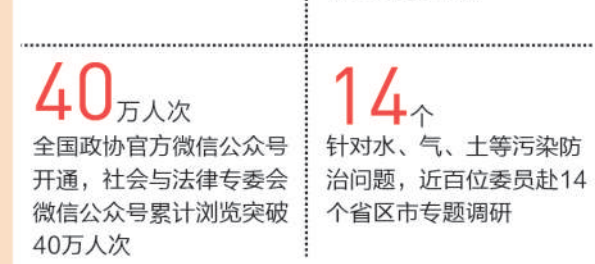 40万人次
全国政协官方微信公众号
开通，社会与法律专委会
微信公众号累计浏览突破
40万人次
14个
针对水、气、土等污染防
治问题，近百位委员赴14
个省区市专题调研